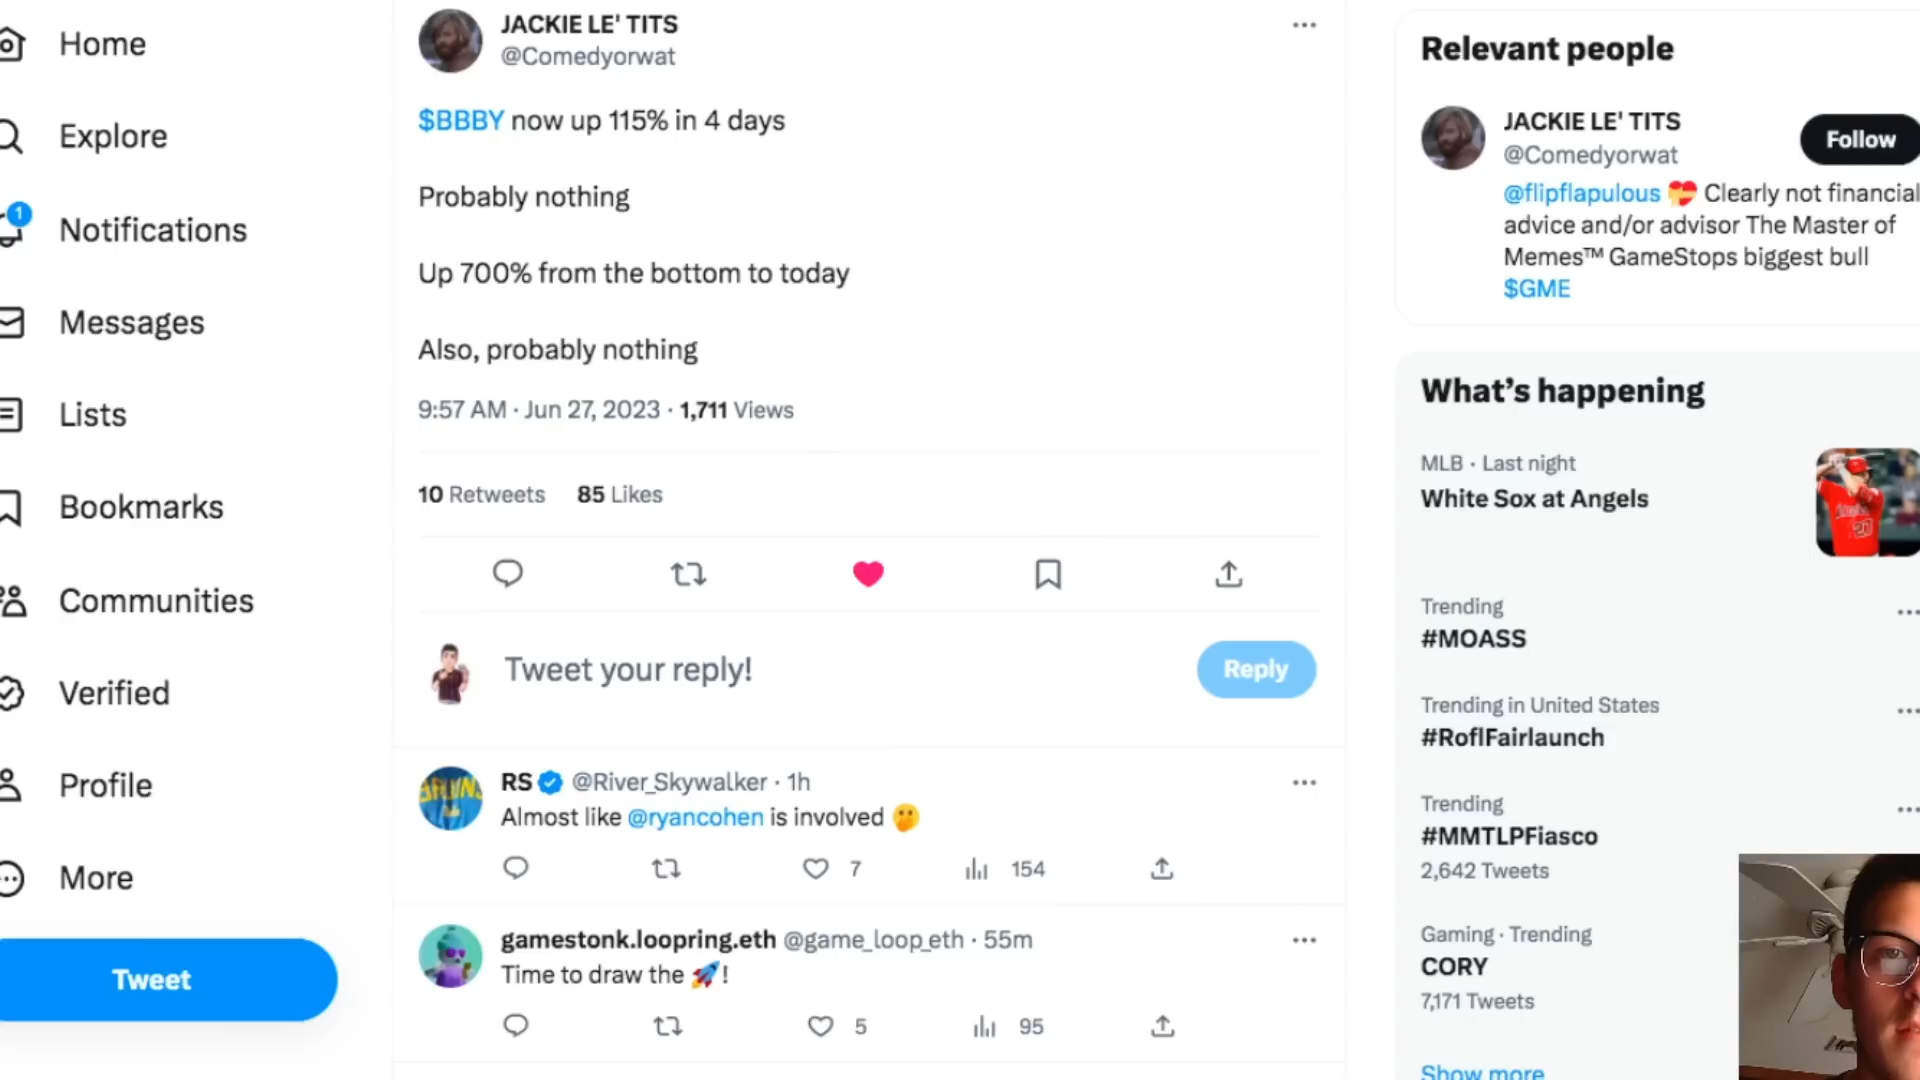 Home
Explore
1
Notifications
Messages
Lists
Bookmarks
Communities
Verified
Profile
More
Tweet
JACKIE LE' TITS
@Comedyorwat
$BBBY now up 115% in 4 days
Probably nothing
Up 700% from the bottom to today
Also, probably nothing
9:57 AM · Jun 27, 2023 · 1,711 Views
10 Retweets 85 Likes
Tweet your reply!
Reply
RS @River_Skywalker · 1h
Almost like @ryancohen is involved 🫢
7 154
gamestonk.loopring.eth @game_loop_eth · 55m
Time to draw the 🚀!
5 95
Relevant people
JACKIE LE' TITS
@Comedyorwat
Follow
@flipflapulous 💝 Clearly not financial
advice and/or advisor The Master of
Memes™ GameStops biggest bull
$GME
What's happening
MLB · Last night
White Sox at Angels
Trending
#MOASS
Trending in United States
#RoflFairlaunch
Trending
#MMTLPFiasco
2,642 Tweets
Gaming · Trending
CORY
7,171 Tweets
Show more